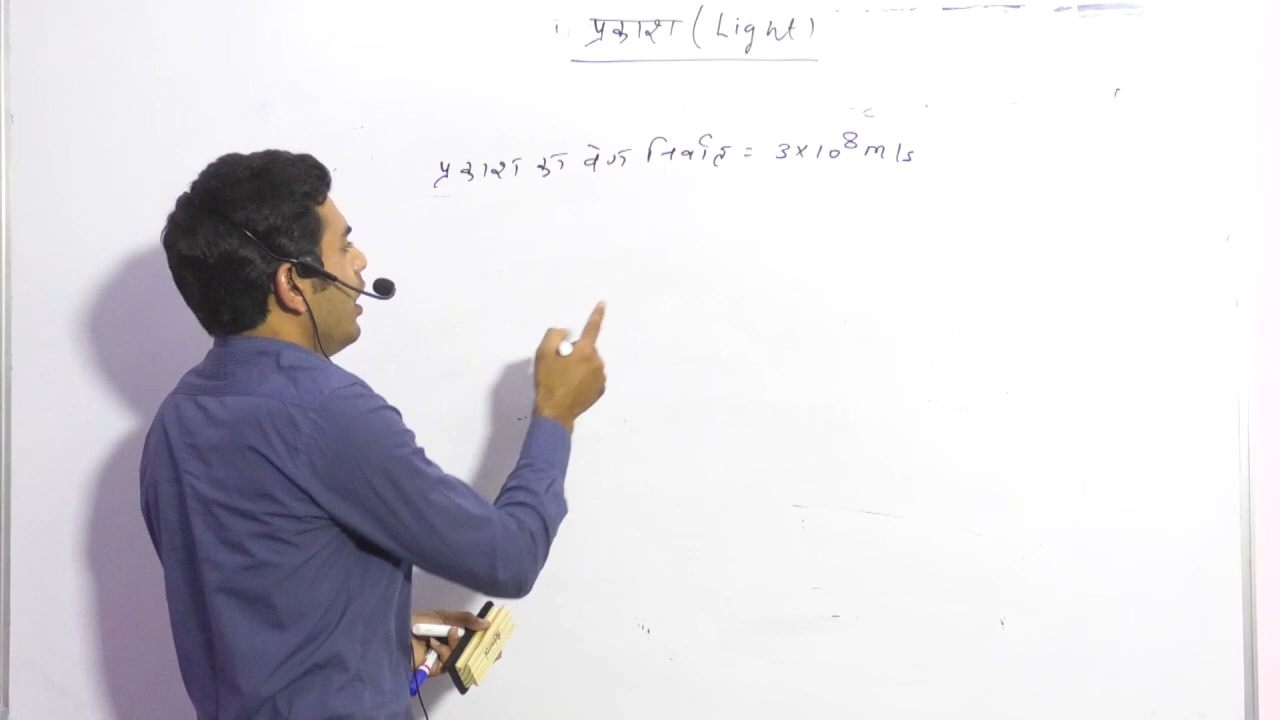 प्रकाश (Light)
प्रकाश का वेग निर्वात = 3×10⁸ m/s